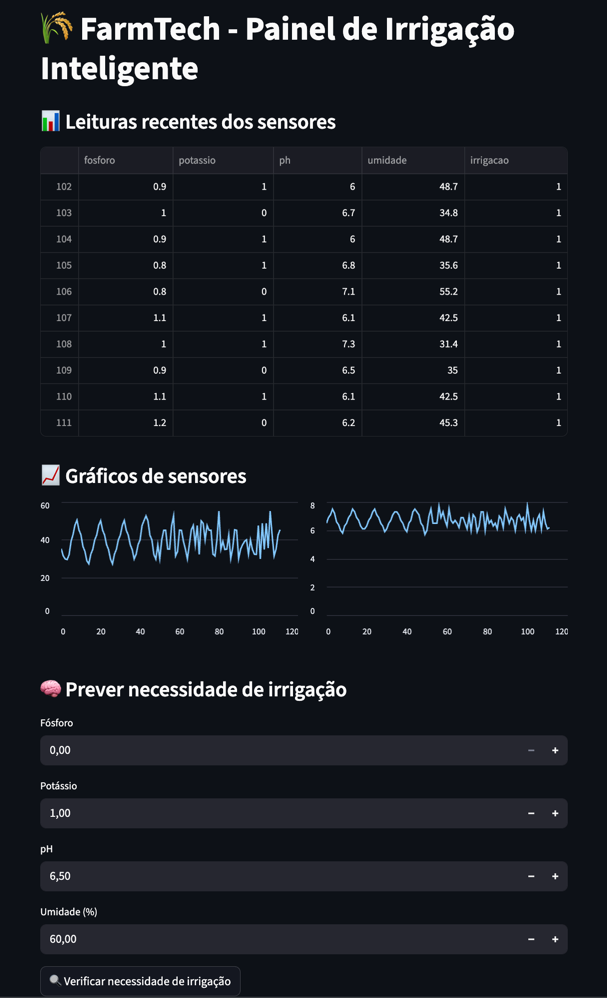 🌾 FarmTech - Painel de Irrigação
Inteligente
📊 Leituras recentes dos sensores
fosforo potassio ph umidade irrigacao
102 0.9 1 6 48.7 1
103 1 0 6.7 34.8 1
104 0.9 1 6 48.7 1
105 0.8 1 6.8 35.6 1
106 0.8 0 7.1 55.2 1
107 1.1 1 6.1 42.5 1
108 1 1 7.3 31.4 1
109 0.9 0 6.5 35 1
110 1.1 1 6.1 42.5 1
111 1.2 0 6.2 45.3 1
📈 Gráficos de sensores
60
40
20
0
0 20 40 60 80 100 120
8
6
4
2
0
0 20 40 60 80 100 120
🧠 Prever necessidade de irrigação
Fósforo
0,00 − +
Potássio
1,00 − +
pH
6,50 − +
Umidade (%)
60,00 − +
🔍 Verificar necessidade de irrigação